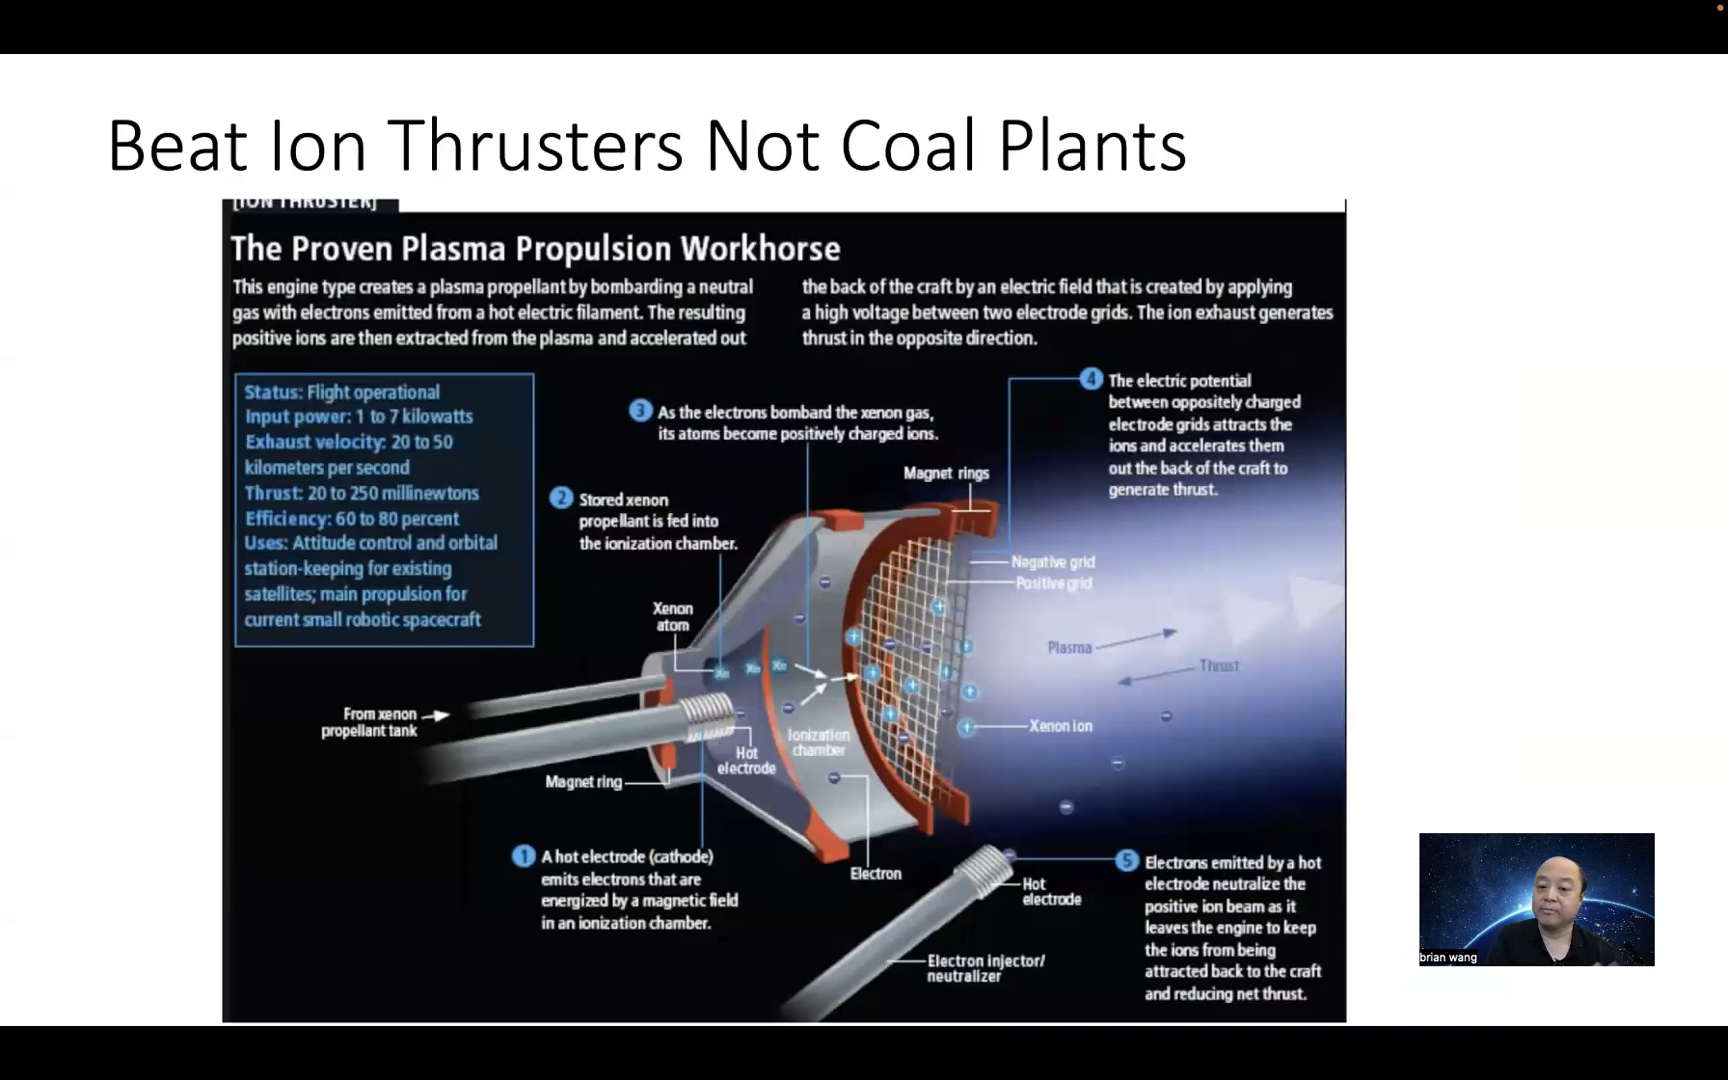 Beat Ion Thrusters Not Coal Plants
[ION THRUSTER]
The Proven Plasma Propulsion Workhorse
This engine type creates a plasma propellant by bombarding a neutral
gas with electrons emitted from a hot electric filament. The resulting
positive ions are then extracted from the plasma and accelerated out
the back of the craft by an electric field that is created by applying
a high voltage between two electrode grids. The ion exhaust generates
thrust in the opposite direction.
Status: Flight operational
Input power: 1 to 7 kilowatts
Exhaust velocity: 20 to 50
kilometers per second
Thrust: 20 to 250 millinewtons
Efficiency: 60 to 80 percent
Uses: Attitude control and orbital
station-keeping for existing
satellites; main propulsion for
current small robotic spacecraft
3 As the electrons bombard the xenon gas,
its atoms become positively charged ions.
4 The electric potential
between oppositely charged
electrode grids attracts the
ions and accelerates them
out the back of the craft to
generate thrust.
2 Stored xenon
propellant is fed into
the ionization chamber.
Magnet rings
Negative grid
Positive grid
Xenon
atom
Xe
Xe
Xe
Plasma
Thrust
From xenon
propellant tank
Xenon ion
Ionization
chamber
Hot
electrode
Magnet ring
1 A hot electrode (cathode)
emits electrons that are
energized by a magnetic field
in an ionization chamber.
Electron
Hot
electrode
Electron injector/
neutralizer
5 Electrons emitted by a hot
electrode neutralize the
positive ion beam as it
leaves the engine to keep
the ions from being
attracted back to the craft
and reducing net thrust.
brian wang